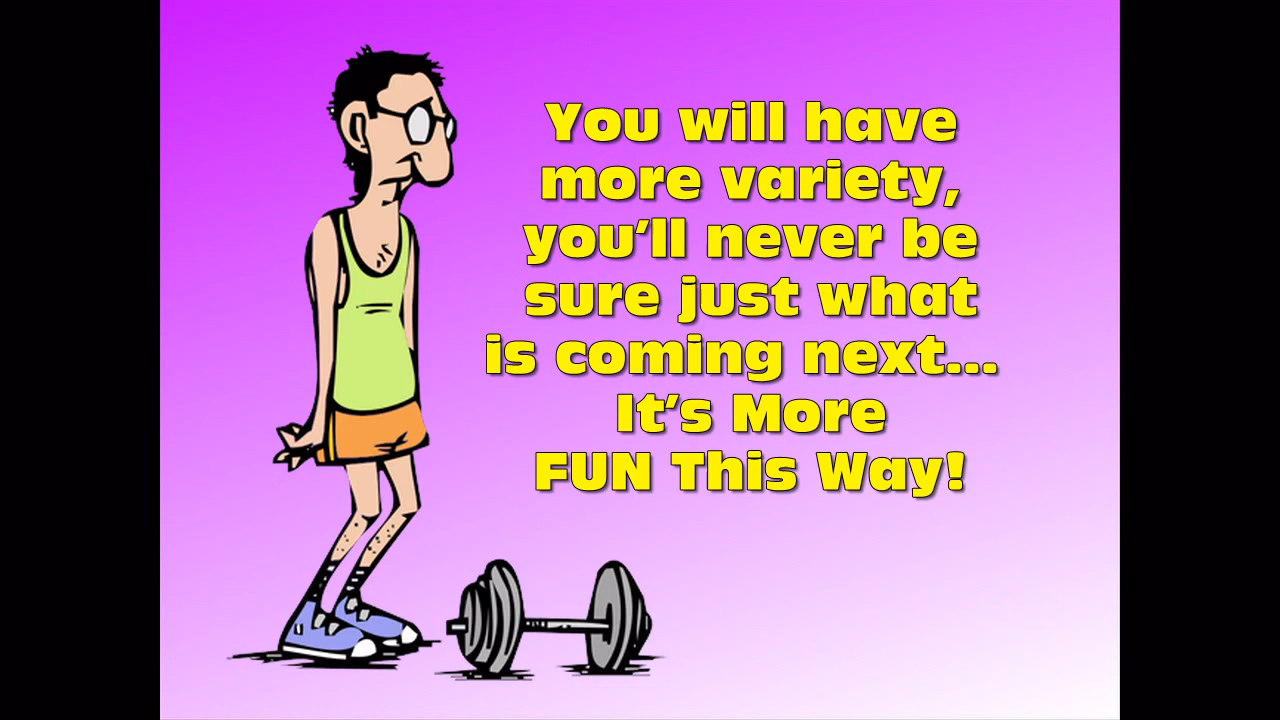 You will have
more variety,
you'll never be
sure just what
is coming next...
It's More
FUN This Way!